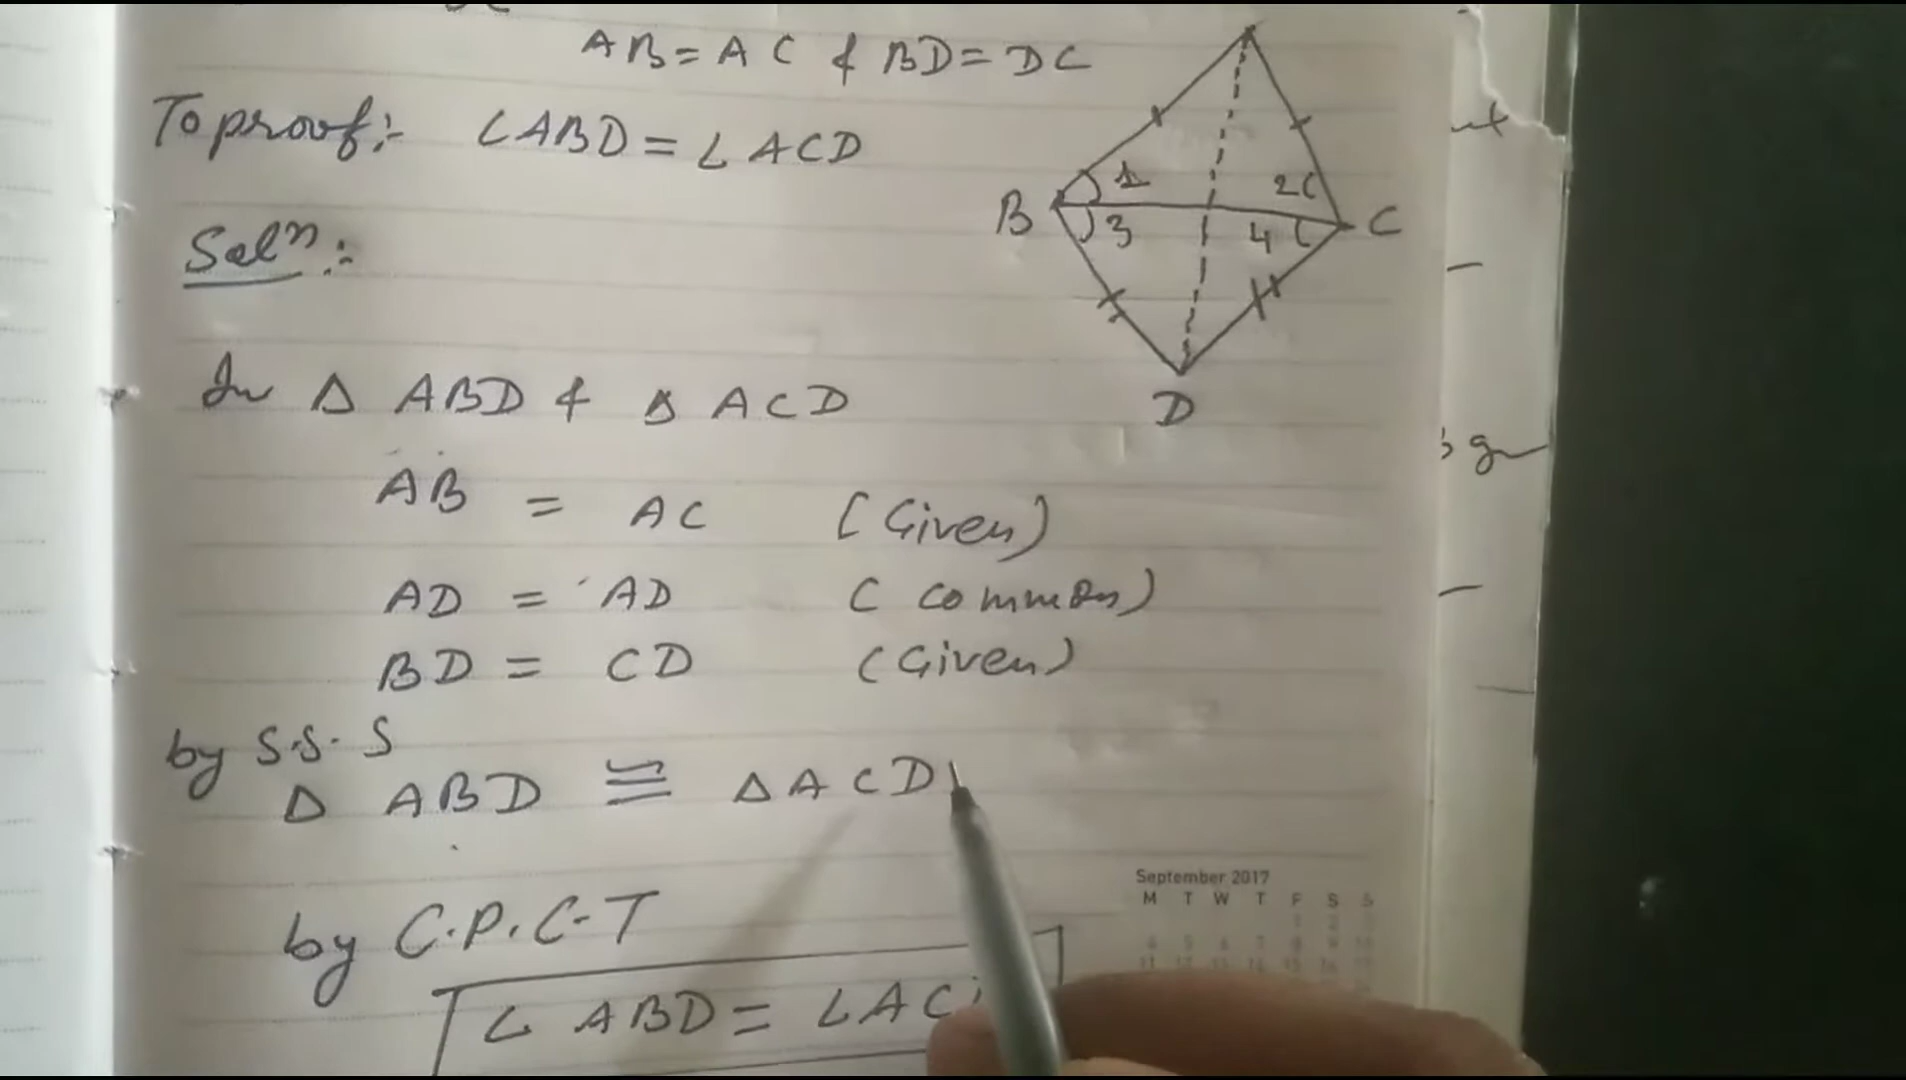 AB = AC & BD = DC
To proof:- ∠ABD = ∠ACD
B 1 2 C
3 4
D
Solⁿ:-
In Δ ABD & Δ ACD
AB = AC (Given)
AD = AD (common)
BD = CD (Given)
by S.S.S
Δ ABD ≅ Δ ACD
by C.P.C.T
∠ ABD = ∠AC
September 2017
M T W T F S S